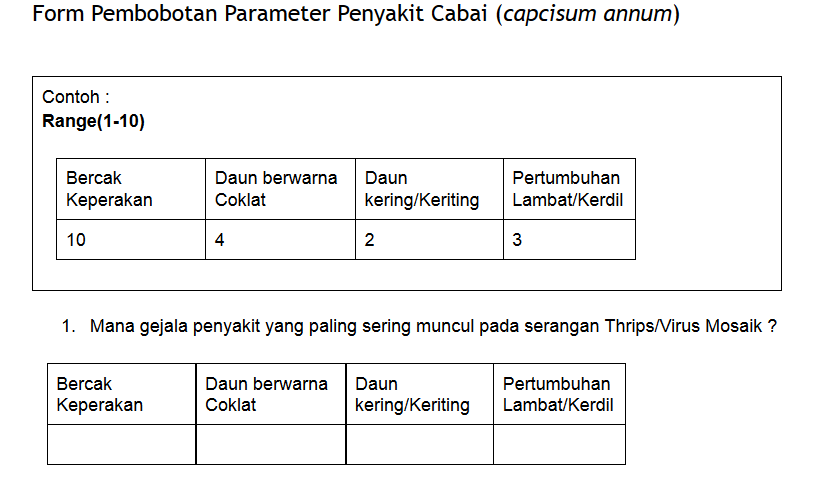 Form Pembobotan Parameter Penyakit Cabai (capcisum annum)
Contoh :
Range(1-10)
Bercak Keperakan
Daun berwarna Coklat
Daun kering/Keriting
Pertumbuhan Lambat/Kerdil
10
4
2
3
1. Mana gejala penyakit yang paling sering muncul pada serangan Thrips/Virus Mosaik ?
Bercak Keperakan
Daun berwarna Coklat
Daun kering/Keriting
Pertumbuhan Lambat/Kerdil